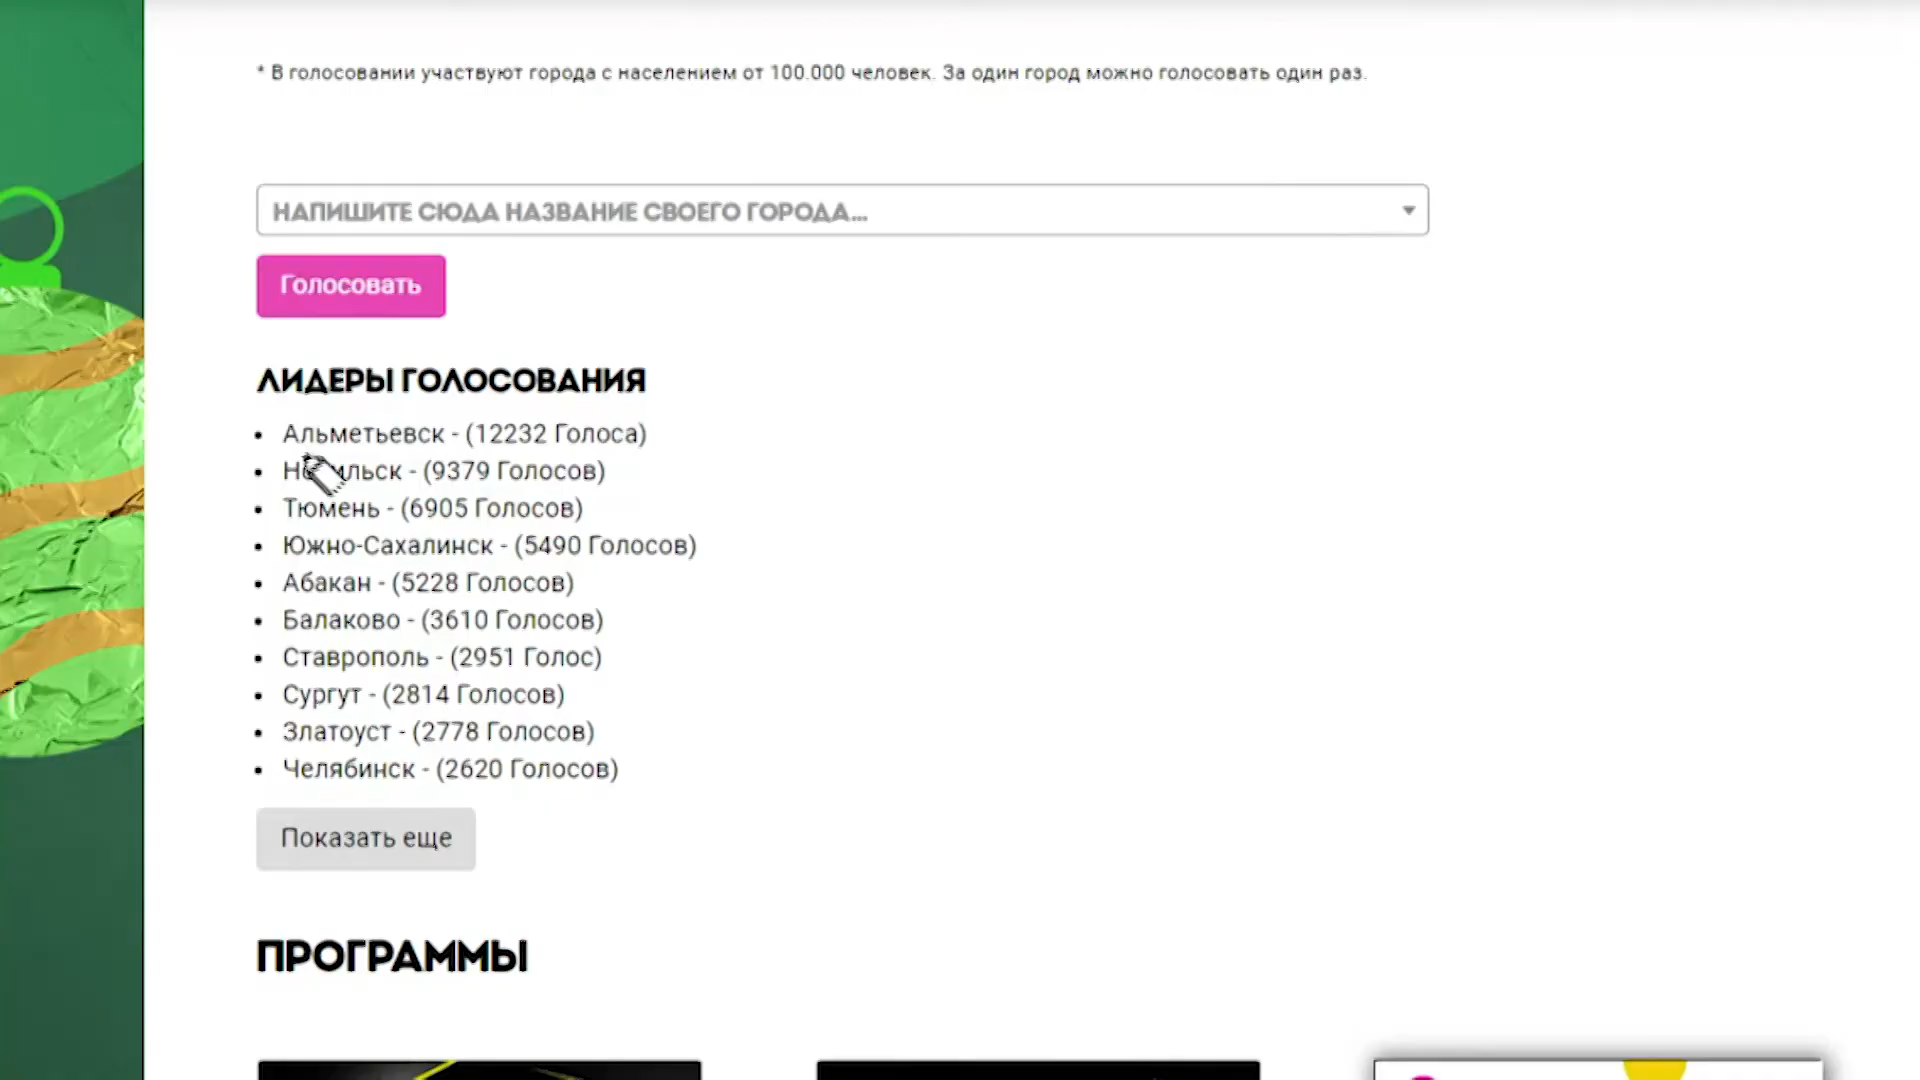 * В голосовании участвуют города с населением от 100.000 человек. За один город можно голосовать один раз.
НАПИШИТЕ СЮДА НАЗВАНИЕ СВОЕГО ГОРОДА...
Голосовать
ЛИДЕРЫ ГОЛОСОВАНИЯ
• Альметьевск - (12232 Голоса)
• - (9379 Голосов)
• Тюмень - (6905 Голосов)
• Южно-Сахалинск - (5490 Голосов)
• Абакан - (5228 Голосов)
• Балаково - (3610 Голосов)
• Ставрополь - (2951 Голос)
• Сургут - (2814 Голосов)
• Златоуст - (2778 Голосов)
• Челябинск - (2620 Голосов)
Показать еще
ПРОГРАММЫ